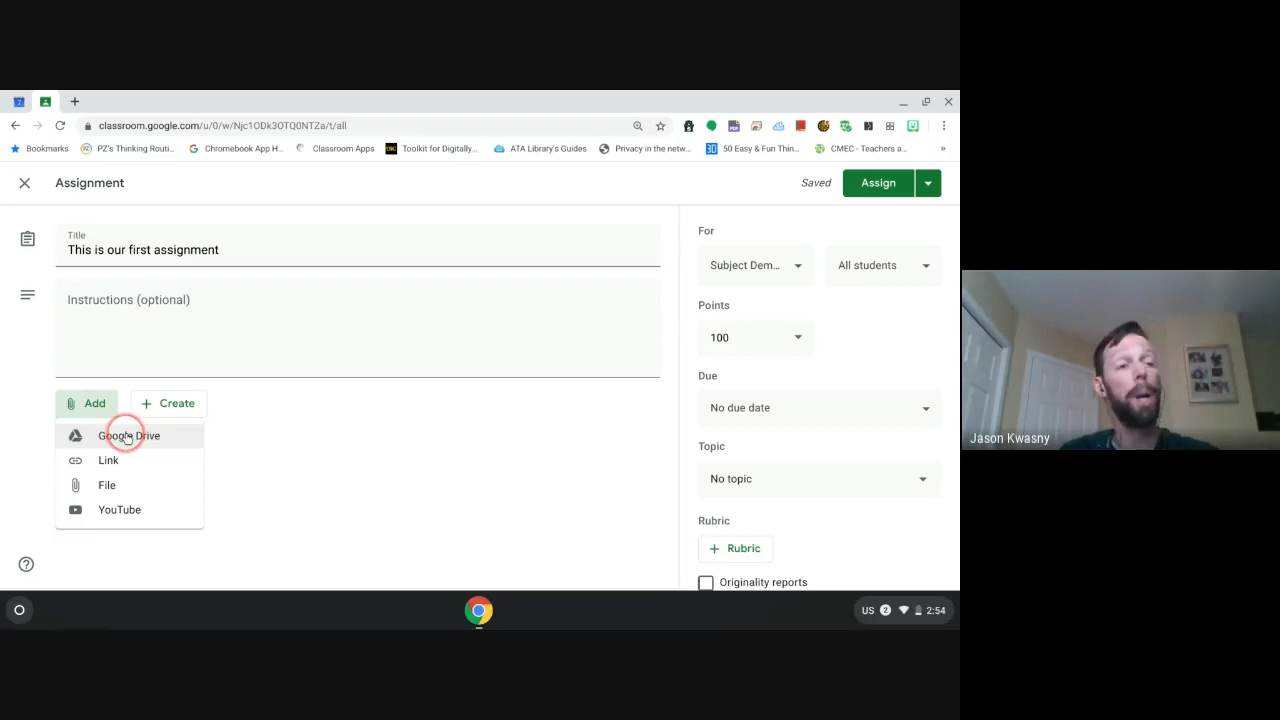 classroom.google.com/u/0/w/Njc1ODk3OTQ0NTZa/t/all
Bookmarks PZ's Thinking Routi... Chromebook App H... Classroom Apps Toolkit for Digitally... ATA Library's Guides Privacy in the netw... 30 50 Easy & Fun Thin... CMEC - Teachers a... »
Assignment Saved Assign
Title
This is our first assignment
Instructions (optional)
Add Create
Google Drive
Link
File
YouTube
For
Subject Dem... All students
Points
100
Due
No due date
Topic
No topic
Rubric
Rubric
Originality reports
US 2 2:54
Jason Kwasny